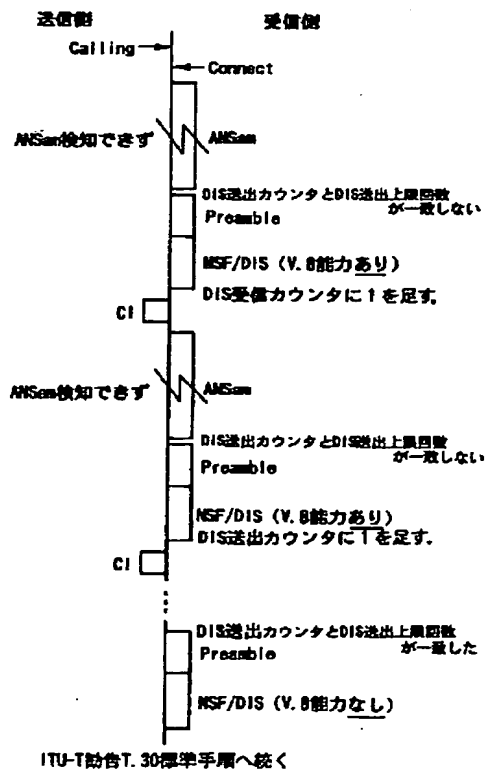 送信側
受信側
Calling
Connect
ANSam検知できず
ANSam
DIS送出カウンタとDIS送出上限回数
が一致しない
Preamble
NSF/DIS (V.8能力あり)
DIS受信カウンタに1を足す.
CI
ANSam検知できず
ANSam
DIS送出カウンタとDIS送出上限回数
が一致しない
Preamble
NSF/DIS (V.8能力あり)
DIS送出カウンタに1を足す.
CI
DIS送出カウンタとDIS送出上限回数
が一致した
Preamble
NSF/DIS (V.8能力なし)
ITU-T勧告T.30標準手順へ続く